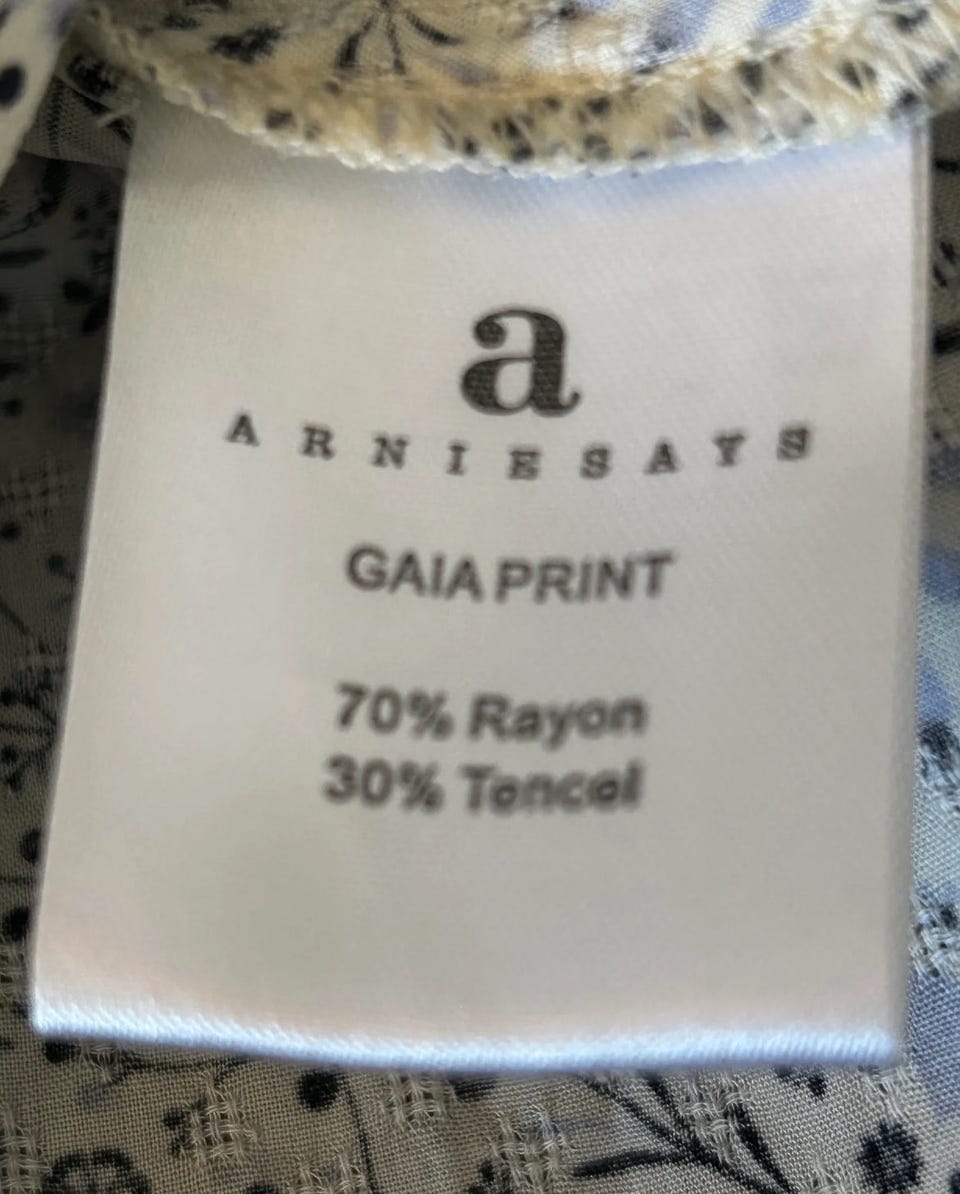 a
ARNIESAYS
GAIA PRINT
70% Rayon
30% Tencel